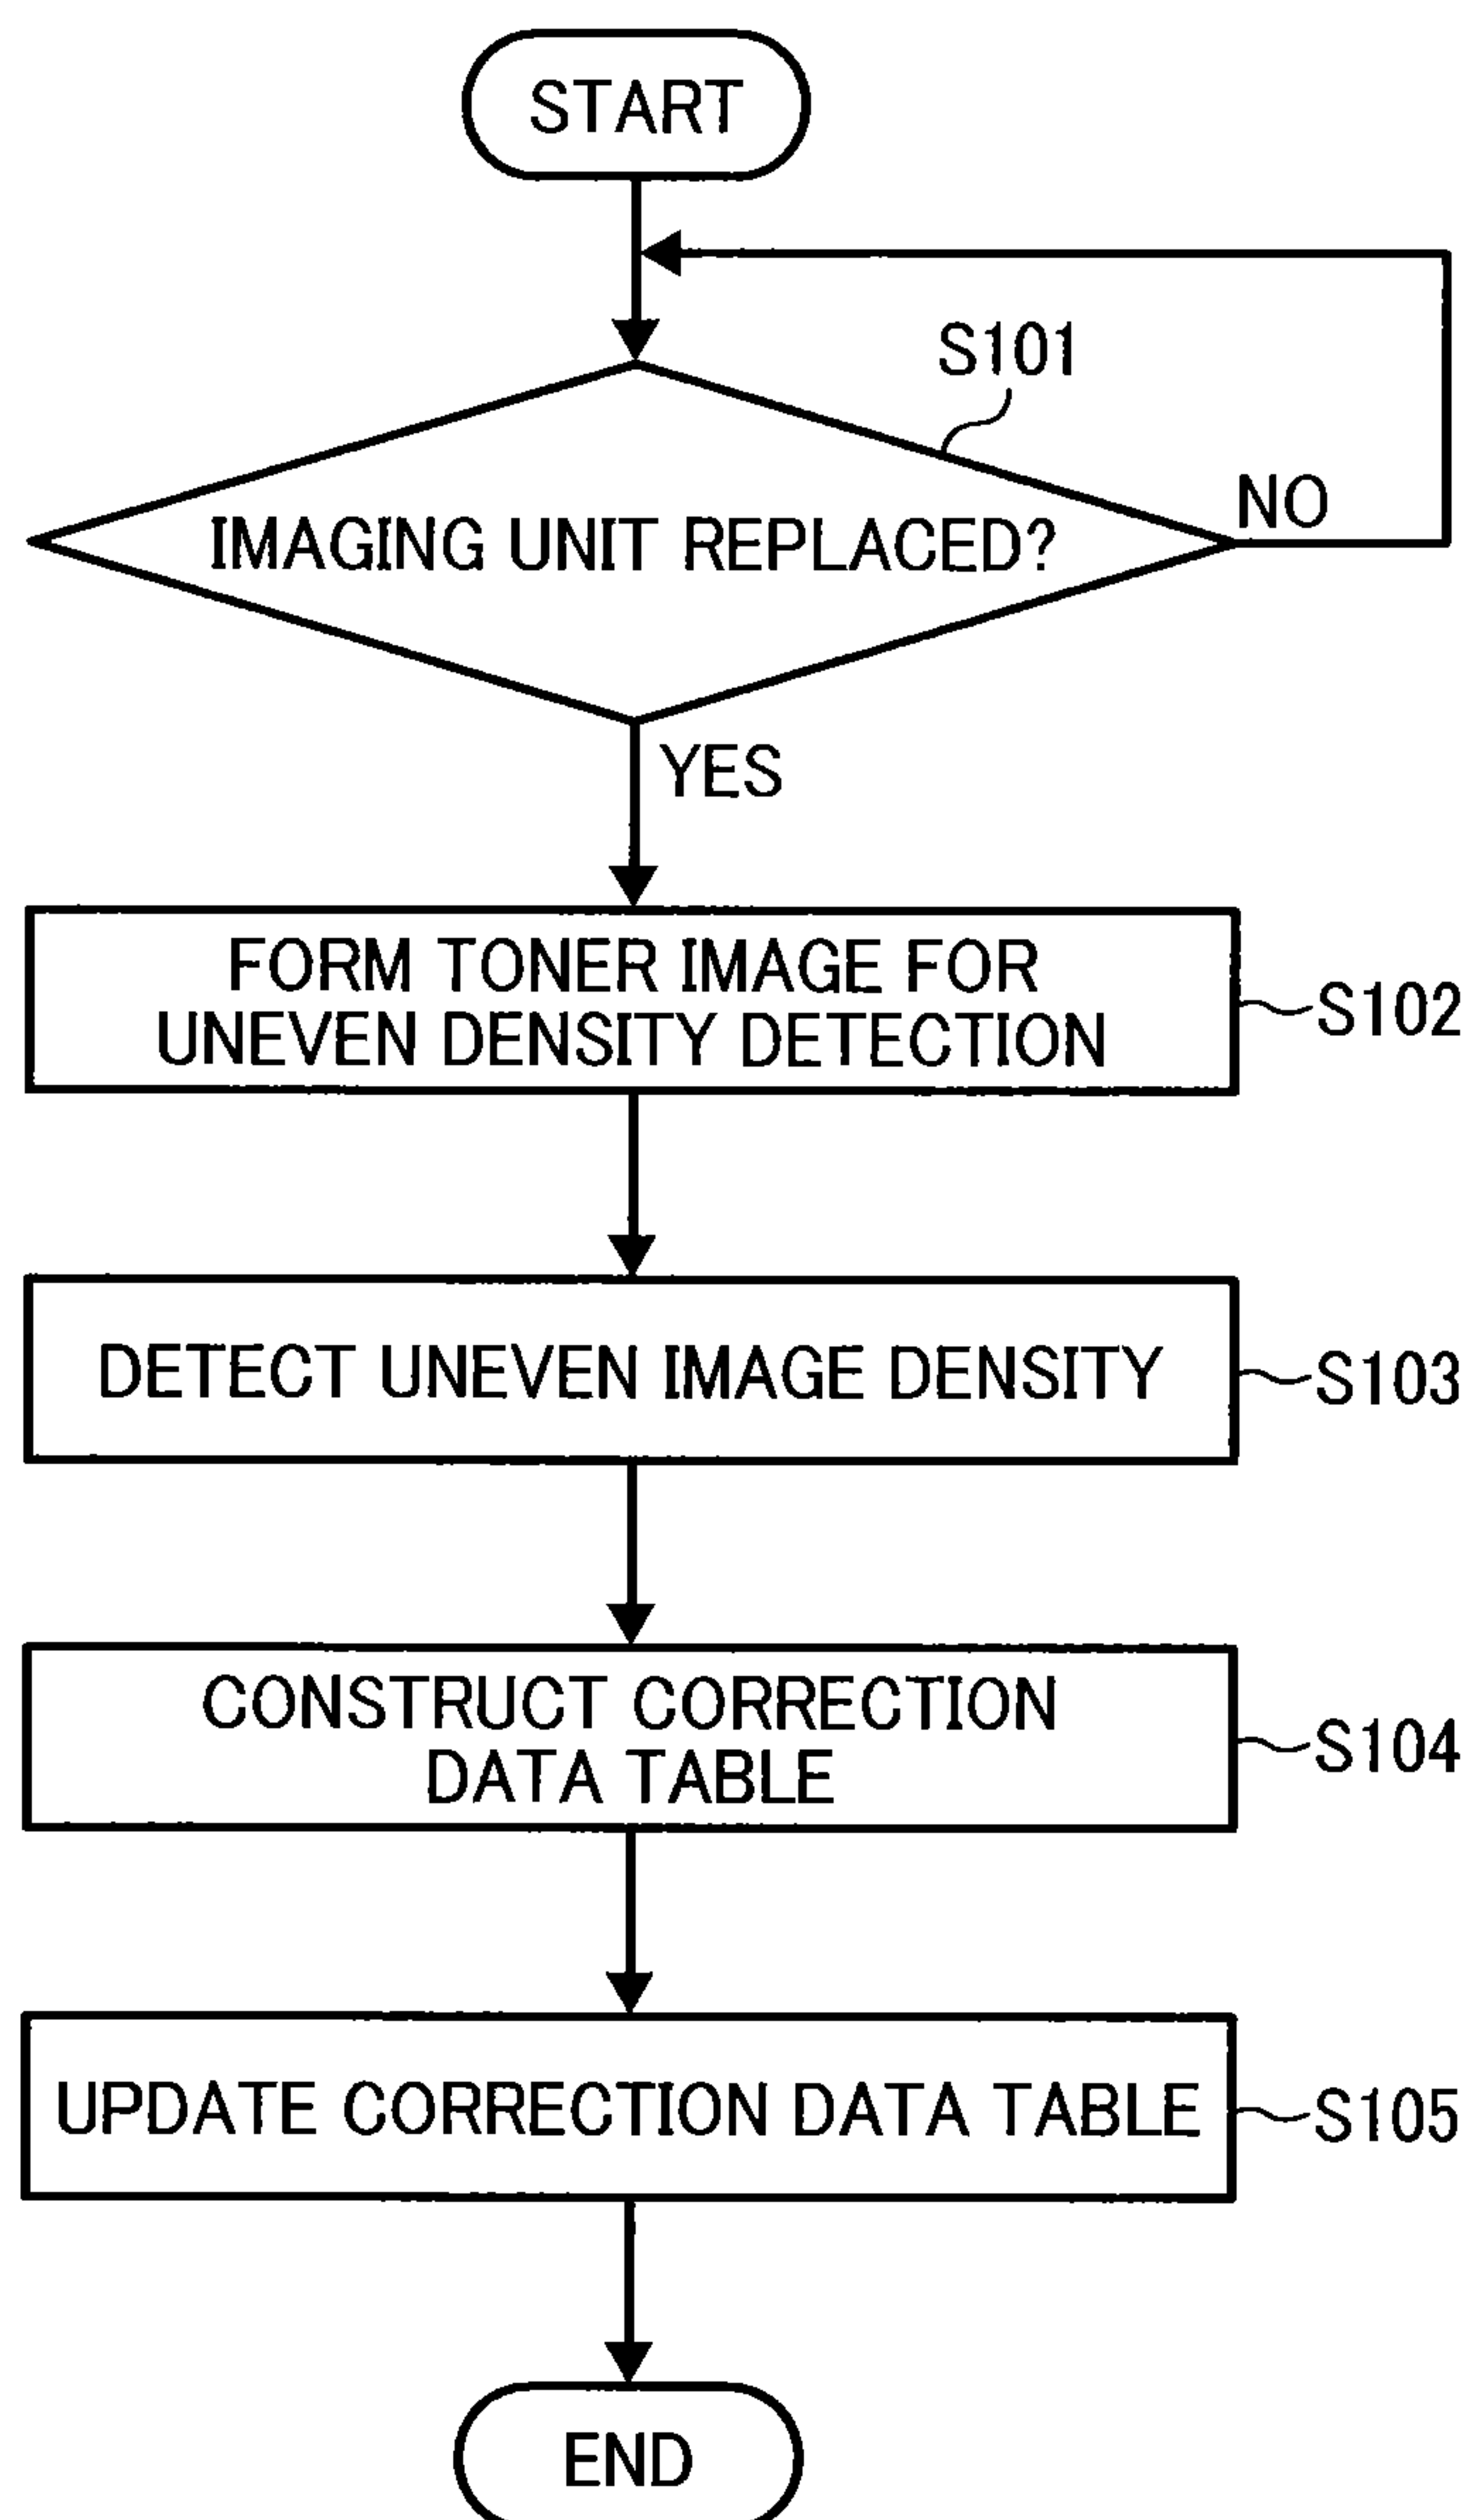 START
S101
IMAGING UNIT REPLACED?
NO
YES
FORM TONER IMAGE FOR
UNEVEN DENSITY DETECTION
S102
DETECT UNEVEN IMAGE DENSITY
S103
CONSTRUCT CORRECTION
DATA TABLE
S104
UPDATE CORRECTION DATA TABLE
S105
END